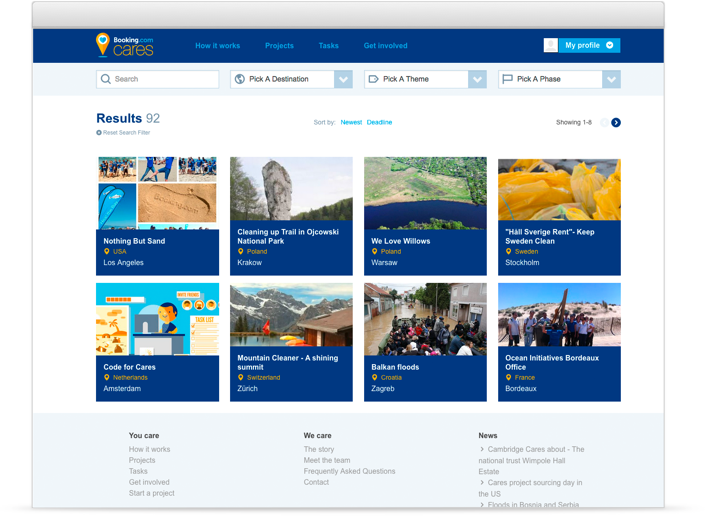 Booking.com
cares
How it works
Projects
Tasks
Get involved
My profile
Search
Pick A Destination
Pick A Theme
Pick A Phase
Results 92
Reset Search Filter
Sort by: Newest Deadline
Showing 1-8
Booking.com
Nothing But Sand
USA
Los Angeles
Cleaning up Trail in Ojcowski
National Park
Poland
Krakow
We Love Willows
Poland
Warsaw
"Håll Sverige Rent"- Keep
Sweden Clean
Sweden
Stockholm
INVITE FRIENDS
TASK LIST
Code for Cares
Netherlands
Amsterdam
Mountain Cleaner - A shining
summit
Switzerland
Zürich
Balkan floods
Croatia
Zagreb
Ocean Initiatives Bordeaux
Office
France
Bordeaux
You care
How it works
Projects
Tasks
Get involved
Start a project
We care
The story
Meet the team
Frequently Asked Questions
Contact
News
Cambridge Cares about - The
national trust Wimpole Hall
Estate
Cares project sourcing day in
the US
Floods in Bosnia and Serbia